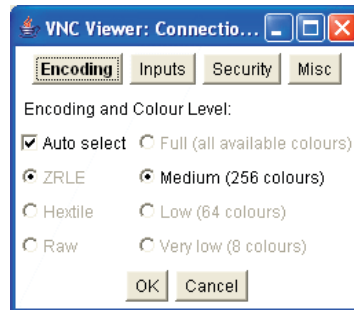 VNC Viewer: Connectio...
Encoding Inputs Security Misc
Encoding and Colour Level:
Auto select Full (all available colours)
ZRLE Medium (256 colours)
Hextile Low (64 colours)
Raw Very low (8 colours)
OK Cancel